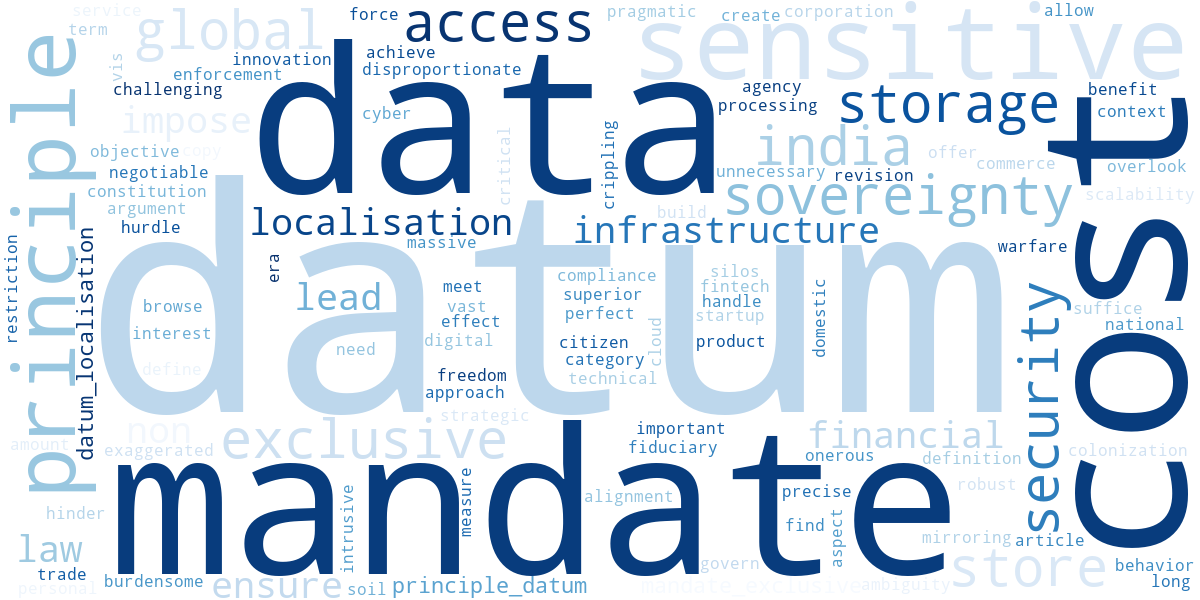 service
term
global
force
access
pragmatic
create
corporation
allow
sensitive
principle
vis
innovation
enforcement
challenging
achieve
disproportionate
data
agency
processing
storage
benefit
context
cost
impose
copy
cyber
critical
crippling
india
offer
commerce
overlook
objective
negotiable
constitution
argument
hurdle
unnecessary
revision
sovereignty
scalability
localisation
build
infrastructure
massive
warfare
restriction
datum_localisation
era
datum
browse
interest
define
lead
need
meet
vast
effect
digital
freedom
approach
strategic
compliance
superior
perfect
citizen
category
technical
cloud
silos
fintech
handle
startup
product
domestic
security
suffice
national
amount
non
exaggerated
exclusive
important
fiduciary
financial
onerous
definition
colonization
mandate
hinder
intrusive
measure
alignment
precise
find
aspect
robust
mirroring
article
law
trade
personal
burdensome
ensure
soil
principle_datum
govern
mandate_exclusive
ambiguity
store
behavior
long